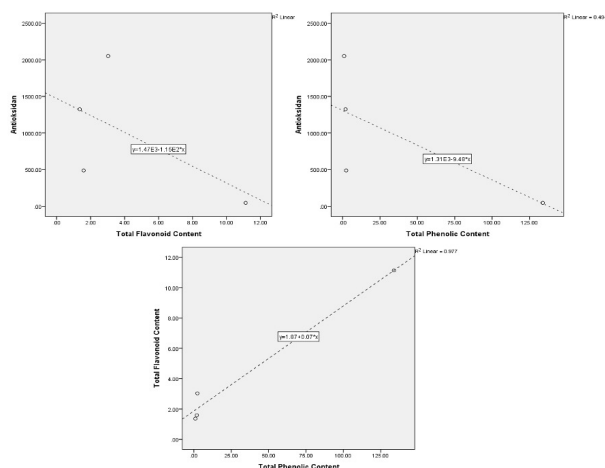 R² Linear
2500.00
2000.00
1500.00
1000.00
500.00
.00
Antioksidan
y=1.47E3-1.15E2*x
.00 2.00 4.00 6.00 8.00 10.00 12.00
Total Flavonoid Content
R² Linear = 0.49
2500.00
2000.00
1500.00
1000.00
500.00
.00
Antioksidan
.00 25.00 50.00 75.00 100.00 125.00
Total Phenolic Content
R² Linear = 0.977
12.00
10.00
8.00
6.00
4.00
2.00
.00
Total Flavonoid Content
y=1.87+0.07*x
.00 25.00 50.00 75.00 100.00 125.00
Total Phenolic Content